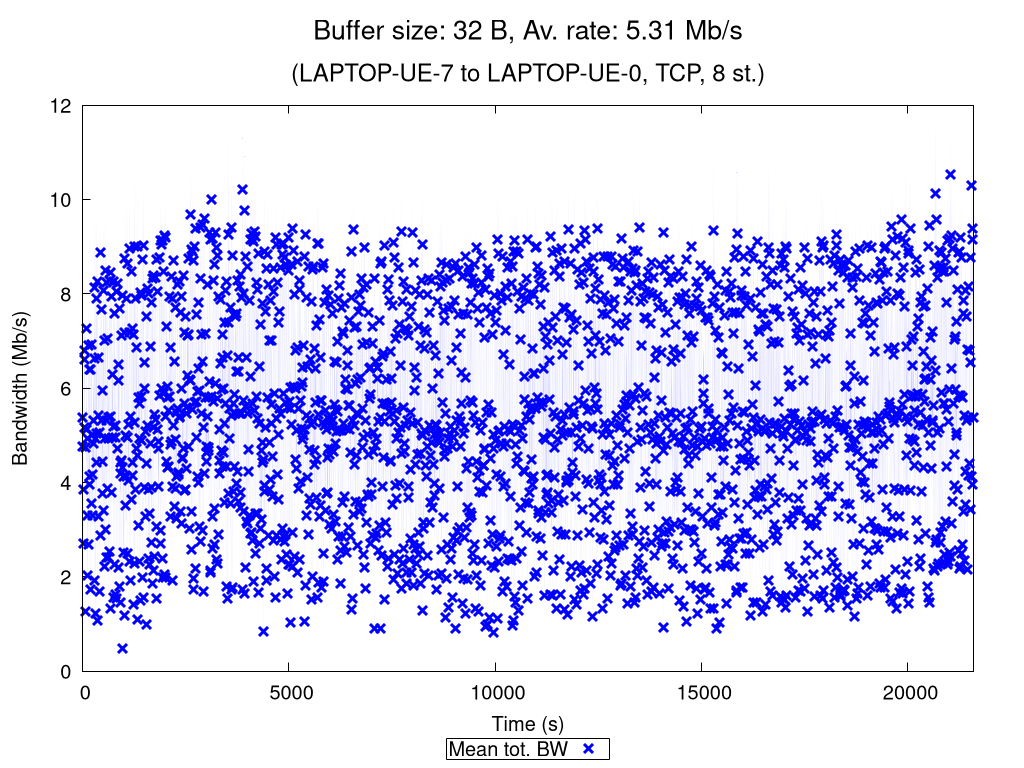 Buffer size: 32 B, Av. rate: 5.31 Mb/s
(LAPTOP-UE-7 to LAPTOP-UE-0, TCP, 8 st.)
12
10
8
6
4
2
0
Bandwidth (Mb/s)
0 5000 10000 15000 20000
Time (s)
Mean tot. BW